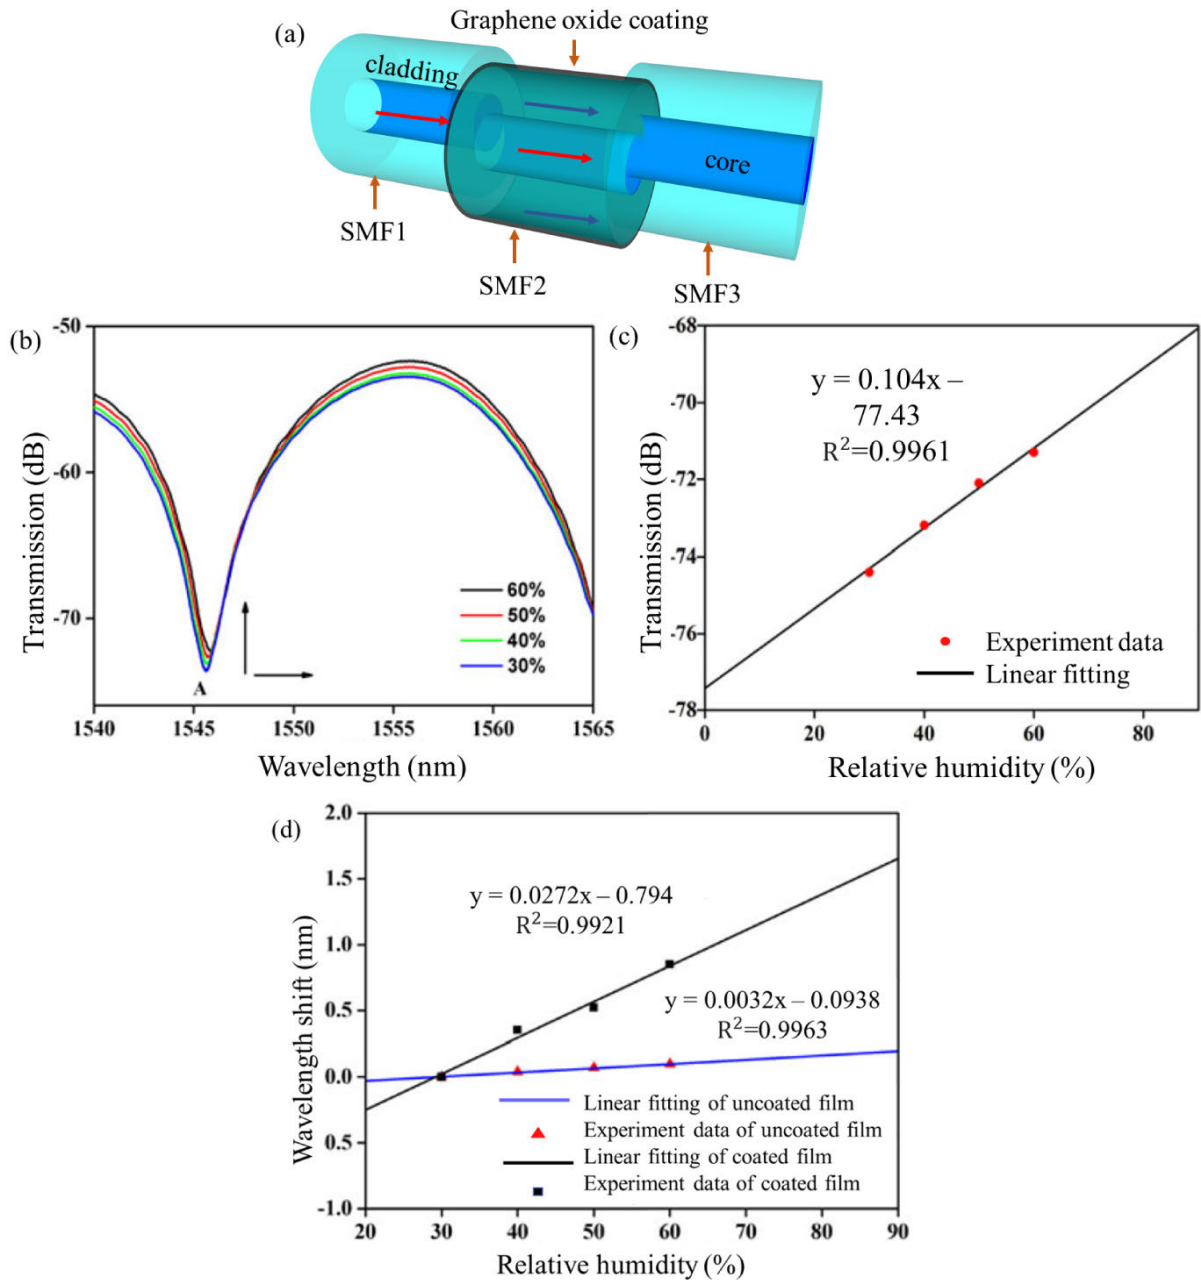 (a)
Graphene oxide coating
cladding
core
SMF1
SMF2
SMF3
(b)
Transmission (dB)
-50
-60
-70
60%
50%
40%
30%
A
1540 1545 1550 1555 1560 1565
Wavelength (nm)
(c)
Transmission (dB)
-68
-70
-72
-74
-76
-78
y = 0.104x –
77.43
R²=0.9961
Experiment data
Linear fitting
0 20 40 60 80
Relative humidity (%)
(d)
Wavelength shift (nm)
2.0
1.5
1.0
0.5
0.0
0.5
-1.0
y = 0.0272x – 0.794
R²=0.9921
y = 0.0032x – 0.0938
R²=0.9963
Linear fitting of uncoated film
Experiment data of uncoated film
Linear fitting of coated film
Experiment data of coated film
20 30 40 50 60 70 80 90
Relative humidity (%)